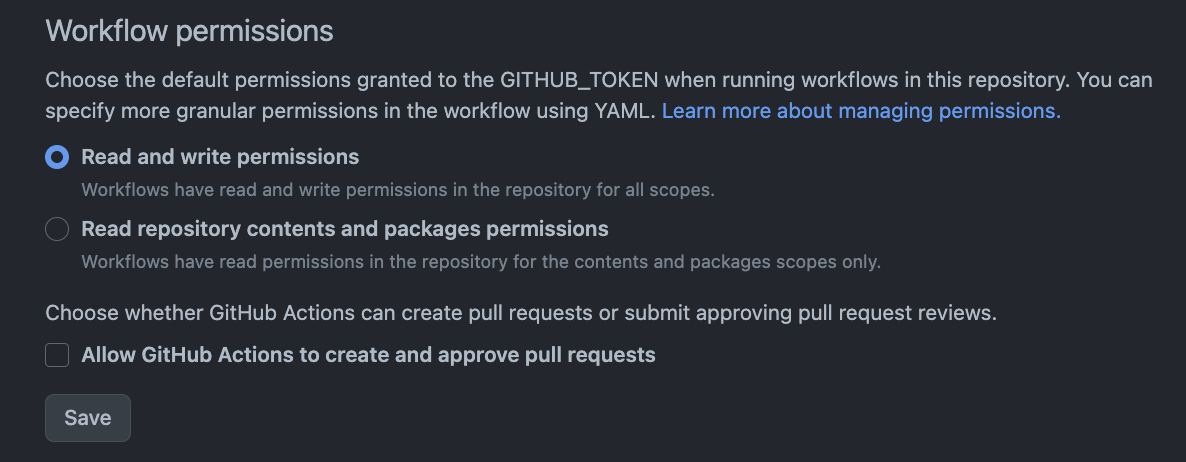 Workflow permissions
Choose the default permissions granted to the GITHUB_TOKEN when running workflows in this repository. You can
specify more granular permissions in the workflow using YAML. Learn more about managing permissions.
Read and write permissions
Workflows have read and write permissions in the repository for all scopes.
Read repository contents and packages permissions
Workflows have read permissions in the repository for the contents and packages scopes only.
Choose whether GitHub Actions can create pull requests or submit approving pull request reviews.
Allow GitHub Actions to create and approve pull requests
Save